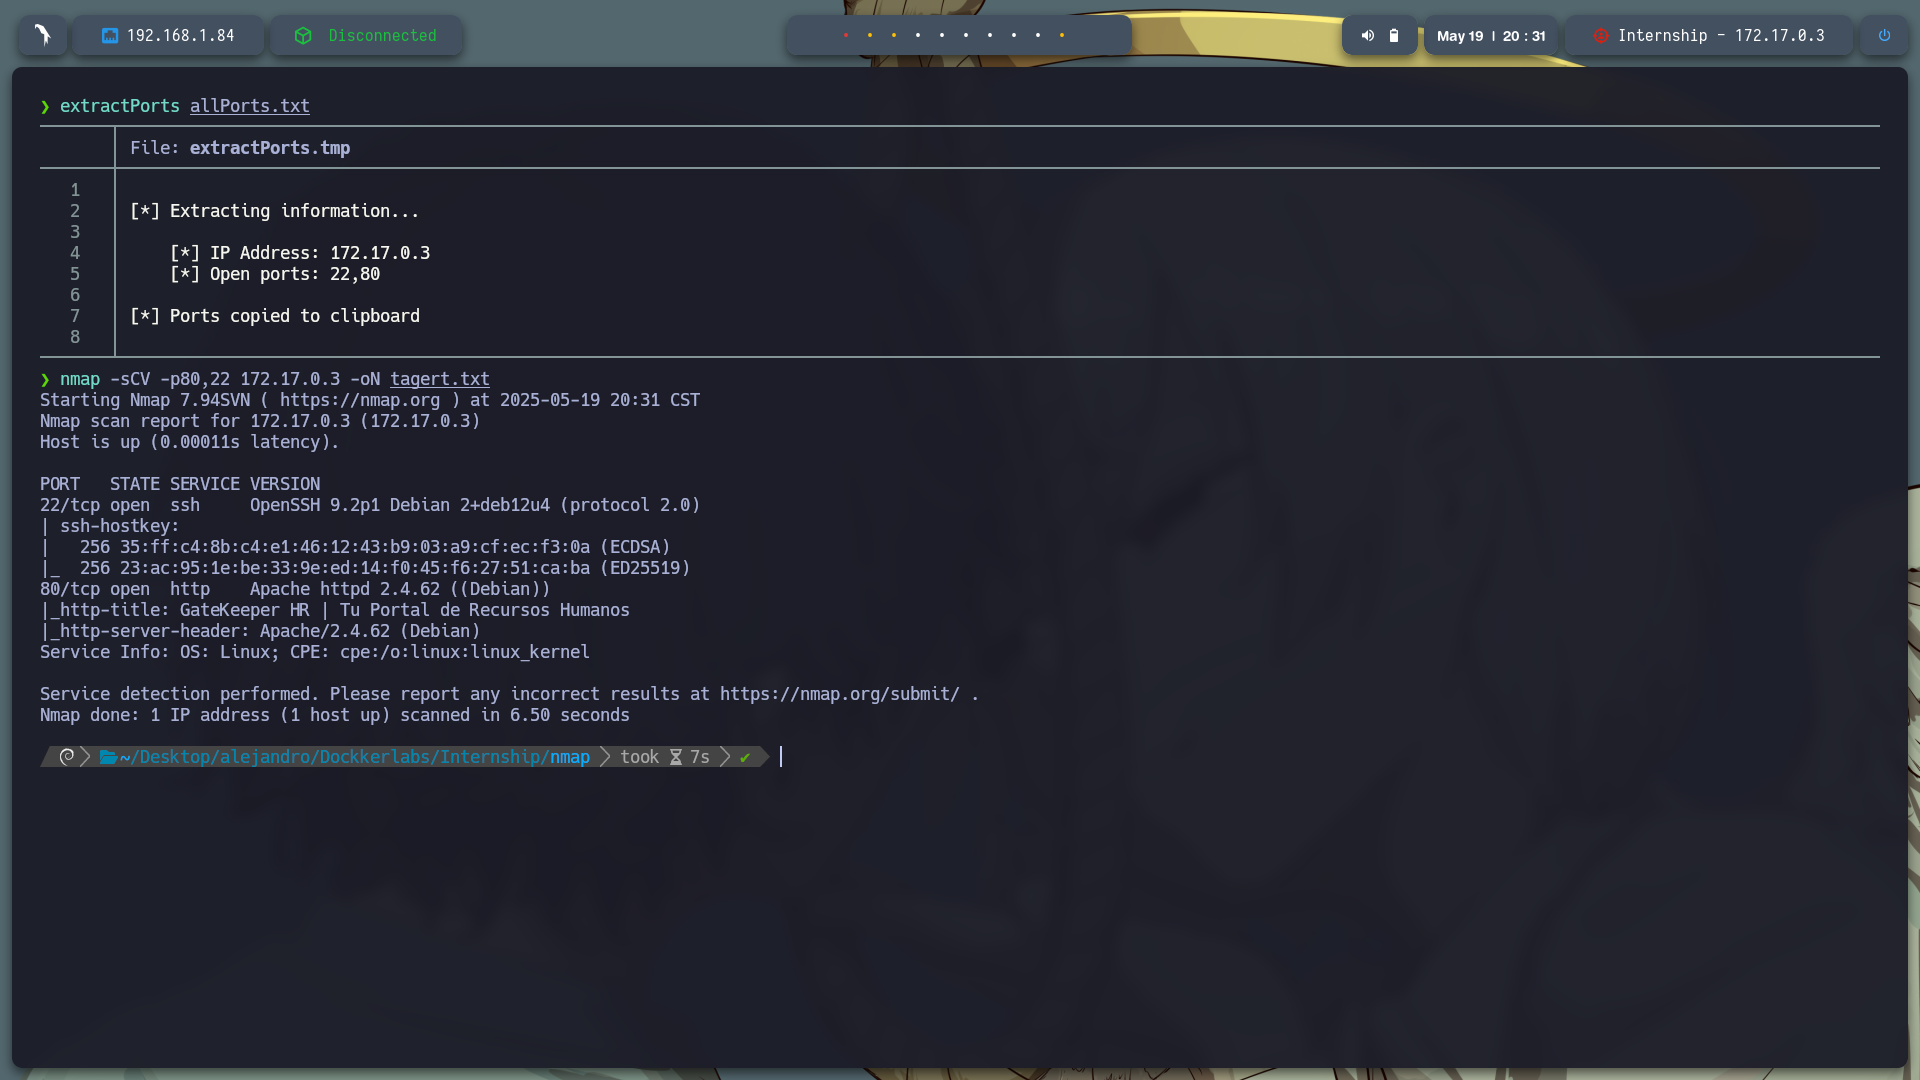 192.168.1.84
Disconnected
May 19 | 20 : 31
Internship - 172.17.0.3
❯ extractPorts allPorts.txt
File: extractPorts.tmp
1
2 [*] Extracting information...
3
4 [*] IP Address: 172.17.0.3
5 [*] Open ports: 22,80
6
7 [*] Ports copied to clipboard
8
❯ nmap -sCV -p80,22 172.17.0.3 -oN tagert.txt
Starting Nmap 7.94SVN ( https://nmap.org ) at 2025-05-19 20:31 CST
Nmap scan report for 172.17.0.3 (172.17.0.3)
Host is up (0.00011s latency).
PORT   STATE SERVICE VERSION
22/tcp open  ssh     OpenSSH 9.2p1 Debian 2+deb12u4 (protocol 2.0)
| ssh-hostkey:
|   256 35:ff:c4:8b:c4:e1:46:12:43:b9:03:a9:cf:ec:f3:0a (ECDSA)
|_  256 23:ac:95:1e:be:33:9e:ed:14:f0:45:f6:27:51:ca:ba (ED25519)
80/tcp open  http    Apache httpd 2.4.62 ((Debian))
|_http-title: GateKeeper HR | Tu Portal de Recursos Humanos
|_http-server-header: Apache/2.4.62 (Debian)
Service Info: OS: Linux; CPE: cpe:/o:linux:linux_kernel
Service detection performed. Please report any incorrect results at https://nmap.org/submit/ .
Nmap done: 1 IP address (1 host up) scanned in 6.50 seconds
~/Desktop/alejandro/Dockkerlabs/Internship/nmap took 7s ✔